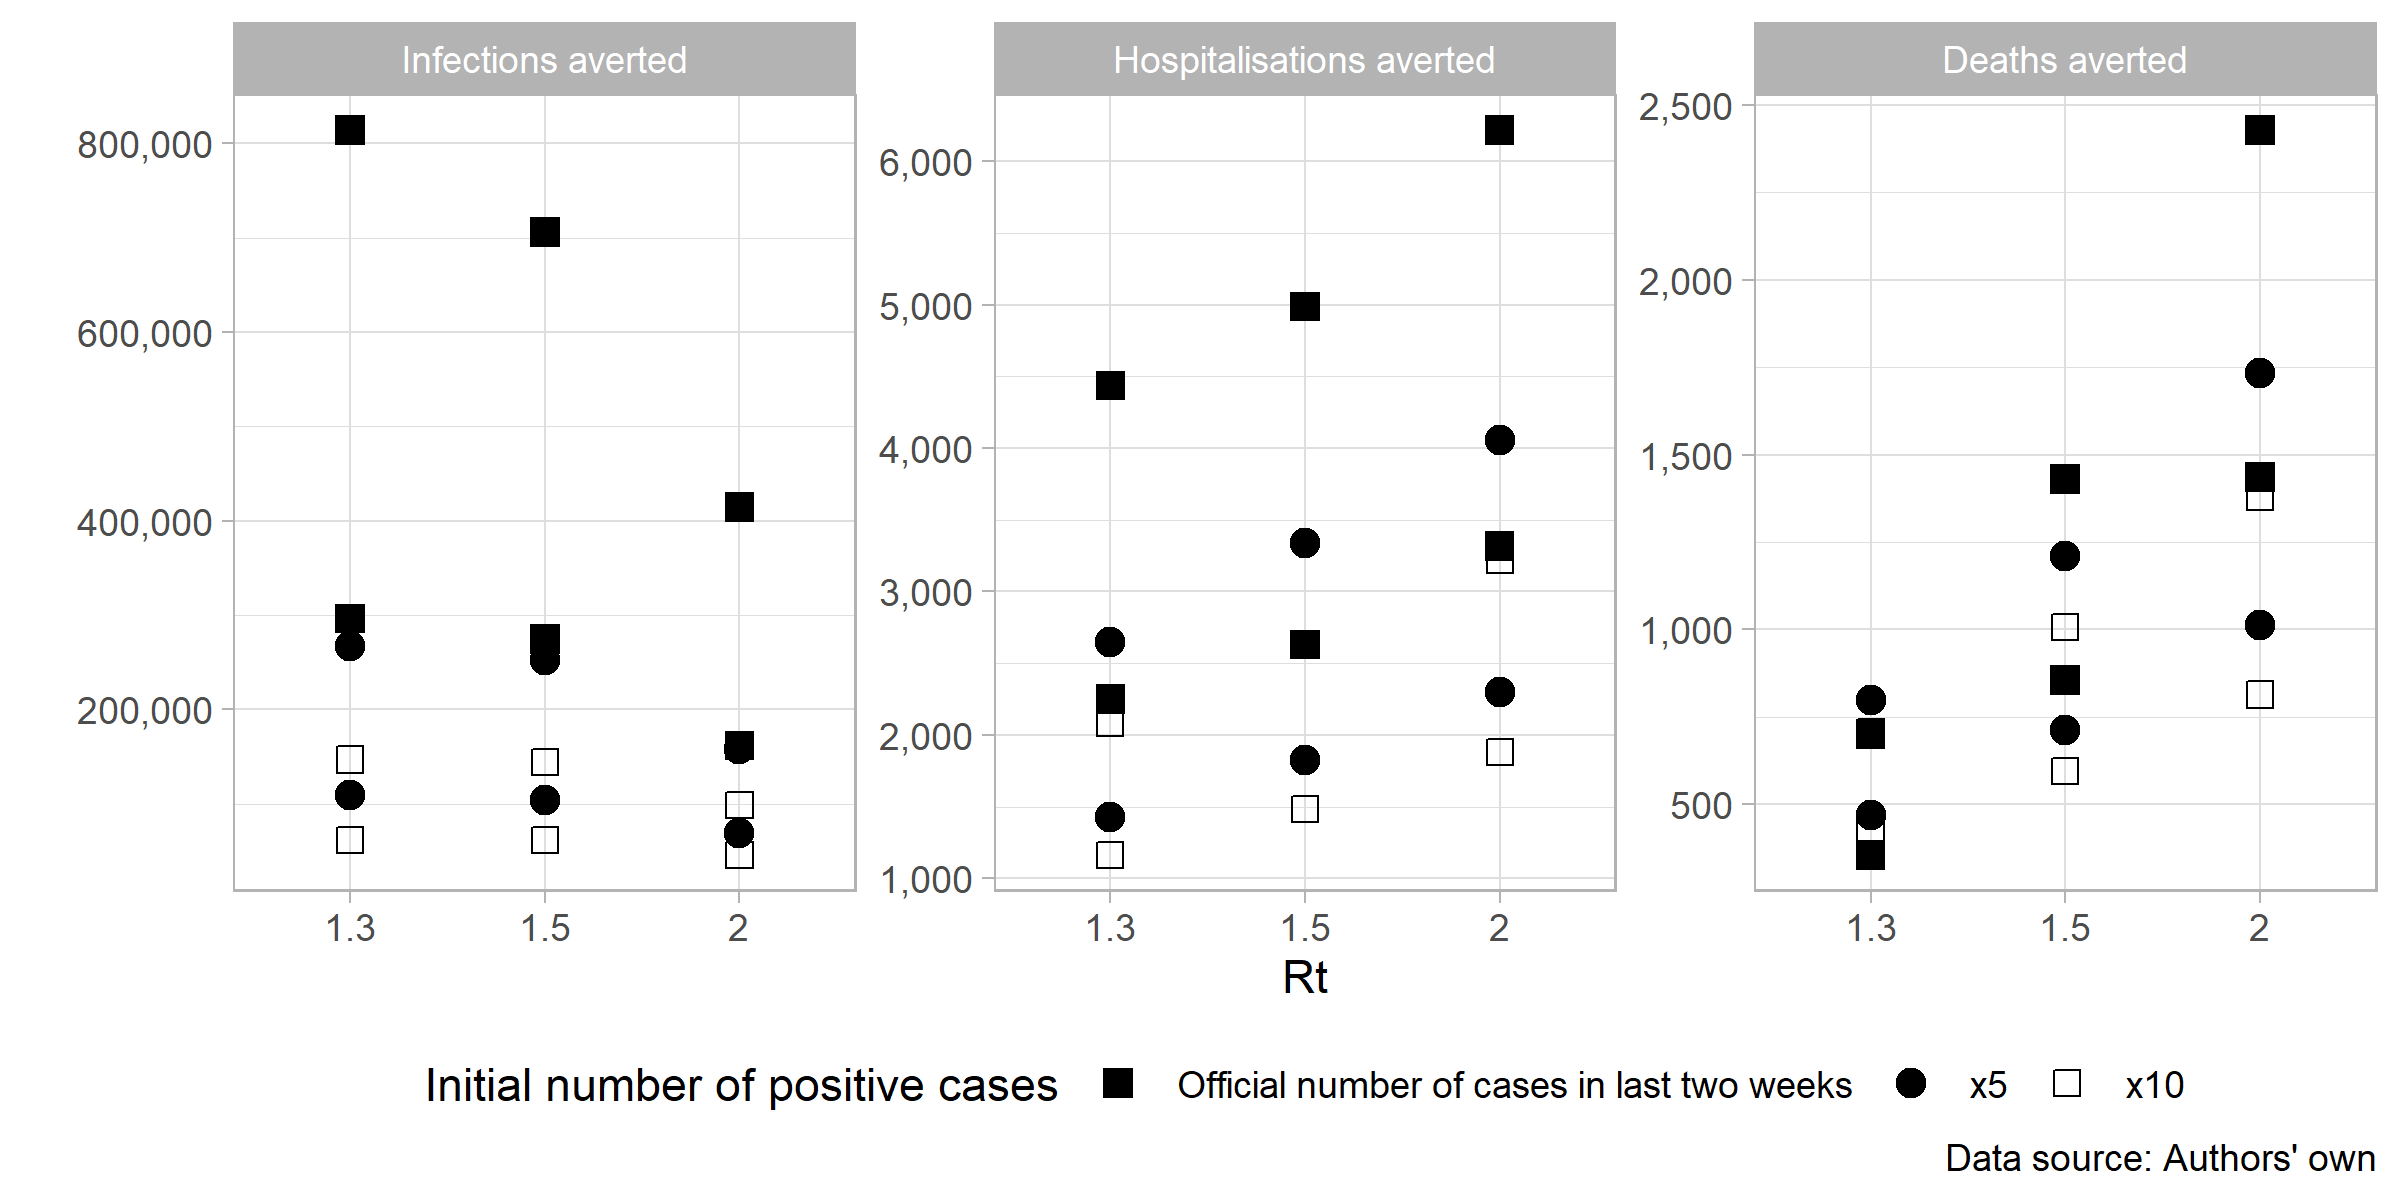 Infections averted
Hospitalisations averted
Deaths averted
800,000
600,000
400,000
200,000
6,000
5,000
4,000
3,000
2,000
1,000
2,500
2,000
1,500
1,000
500
1.3 1.5 2
1.3 1.5 2
1.3 1.5 2
Rt
Initial number of positive cases Official number of cases in last two weeks x5 x10
Data source: Authors' own